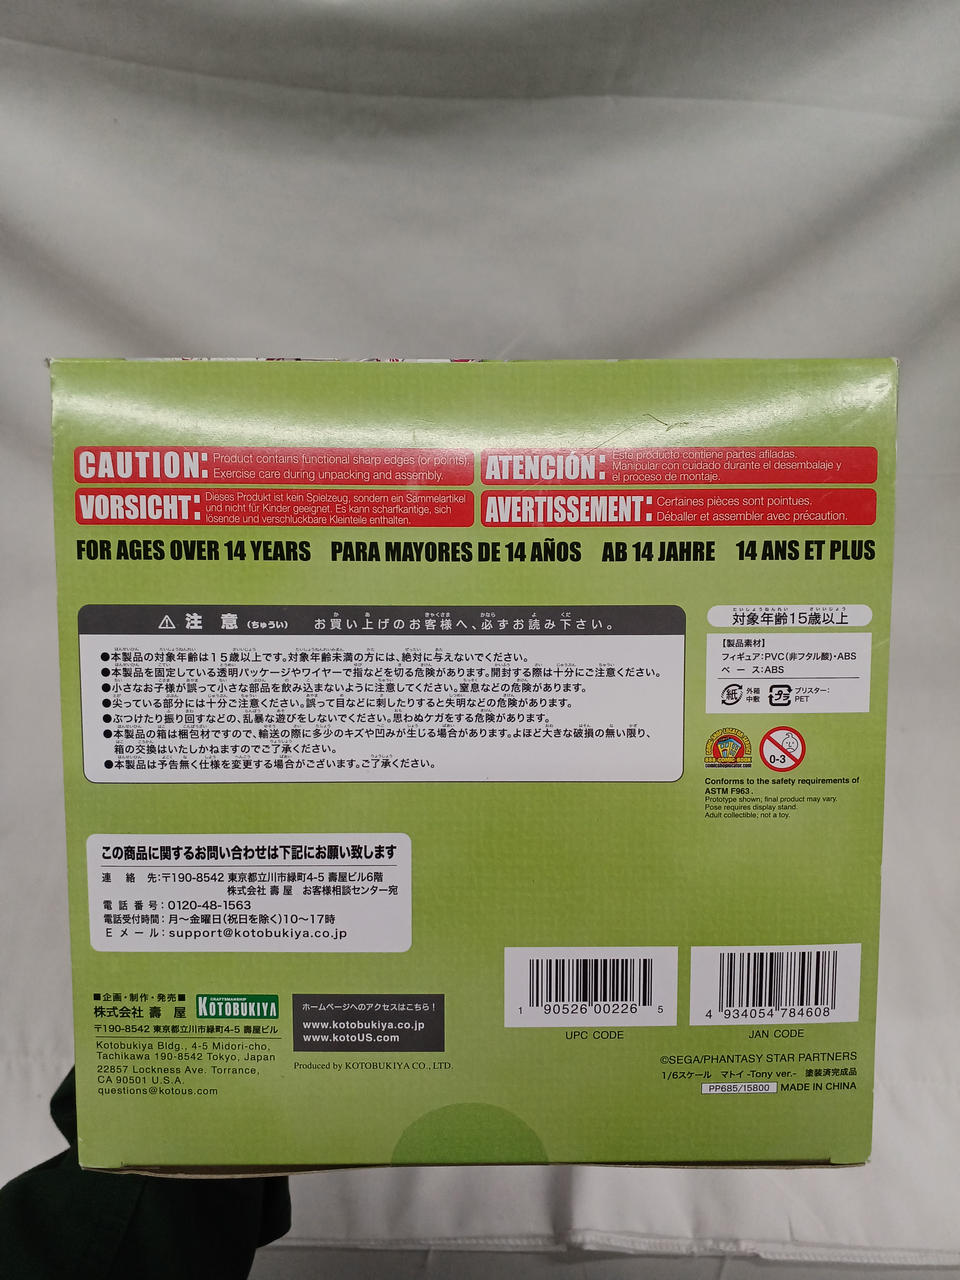 CAUTION: Product contains functional sharp edges (or points).
Exercise care during unpacking and assembly.
ATENCIÓN: Este producto contiene partes afiladas.
Manipular con cuidado durante el desembalaje y
el proceso de montaje.
VORSICHT: Dieses Produkt ist kein Spielzeug, sondern ein Sammelartikel
und nicht für Kinder geeignet. Es kann scharfkantige, sich
lösende und verschluckbare Kleinteile enthalten.
AVERTISSEMENT: Certaines pièces sont pointues.
Déballer et assembler avec précaution.
FOR AGES OVER 14 YEARS PARA MAYORES DE 14 AÑOS AB 14 JAHRE 14 ANS ET PLUS
⚠注意(ちゅうい) お買い上げのお客様へ、必ずお読み下さい。
●本製品の対象年齢は15歳以上です。対象年齢未満の方には、絶対に与えないでください。
●本製品を固定している透明パッケージやワイヤーで指などを切る危険があります。開封する際は十分にご注意ください。
●小さなお子様が誤って小さな部品を飲み込まないように注意してください。窒息などの危険があります。
●尖っている部分には十分ご注意ください。誤って目などに刺したりすると失明などの危険があります。
●ぶつけたり振り回すなどの、乱暴な遊びをしないでください。思わぬケガをする危険があります。
●本製品の箱は梱包材ですので、輸送の際に多少のキズや凹みが生じる場合があります。よほど大きな破損の無い限り、
箱の交換はいたしかねますのでご了承ください。
●本製品は予告無く仕様を変更する場合がございます。ご了承ください。
たいしょうねんれい さいいじょう
対象年齢15歳以上
【製品素材】
フィギュア:PVC(非フタル酸)・ABS
ベース:ABS
紙 外箱
中敷
プラ ブリスター:
PET
888-COMIC-BOOK
comicshoplocator.com
0-3
Conforms to the safety requirements of
ASTM F963.
Prototype shown; final product may vary.
Pose requires display stand.
Adult collectible; not a toy.
この商品に関するお問い合わせは下記にお願い致します
連絡先:〒190-8542 東京都立川市緑町4-5 壽屋ビル6階
株式会社 壽屋 お客様相談センター宛
電話番号:0120-48-1563
電話受付時間:月〜金曜日(祝日を除く)10〜17時
Eメール:support@kotobukiya.co.jp
■企画・制作・発売■
株式会社 壽屋
CRAFTSMANSHIP
KOTOBUKIYA
〒190-8542 東京都立川市緑町4-5 壽屋ビル
Kotobukiya Bldg., 4-5 Midori-cho,
Tachikawa 190-8542 Tokyo, Japan
22857 Lockness Ave. Torrance,
CA 90501 U.S.A.
questions@kotous.com
ホームページへのアクセスはこちら!
www.kotobukiya.co.jp
www.kotoUS.com
Produced by KOTOBUKIYA CO., LTD.
1 90526 00226 5
UPC CODE
4 934054 784608
JAN CODE
©SEGA/PHANTASY STAR PARTNERS
1/6スケール マトイ -Tony ver.- 塗装済完成品
PP685/15800 MADE IN CHINA